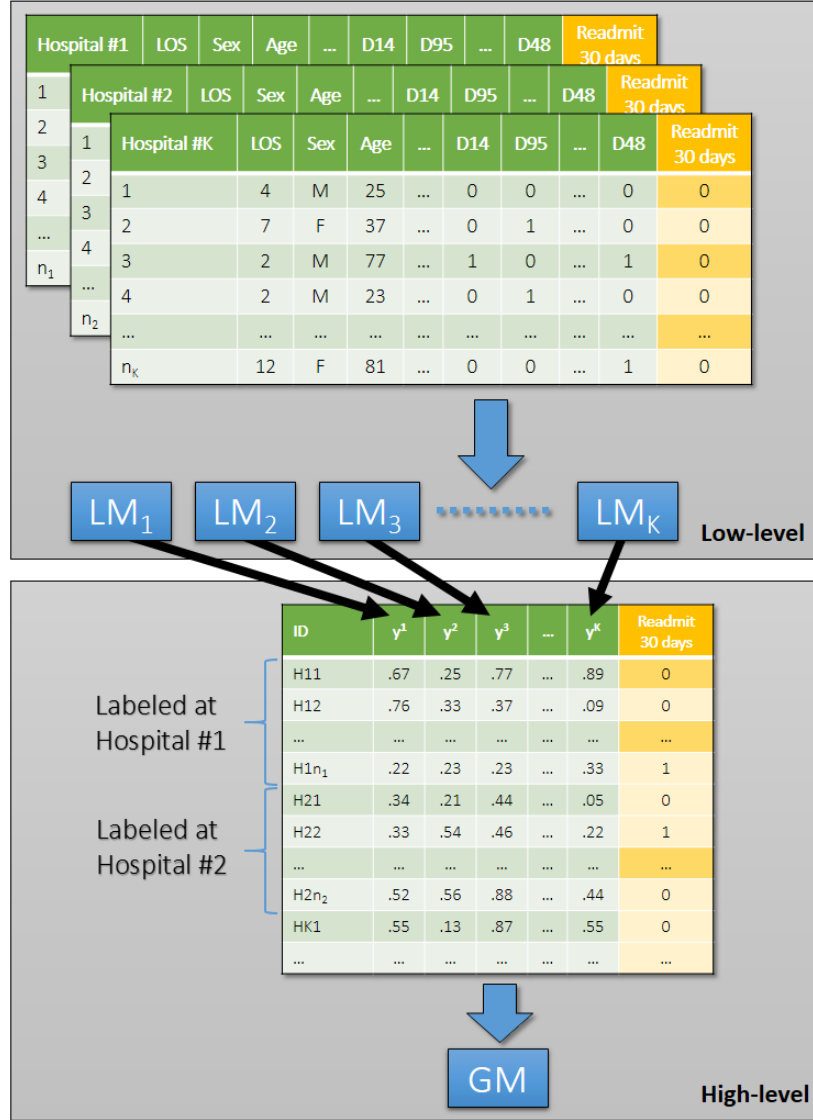 Hospital #1 LOS Sex Age ... D14 D95 ... D48 Readmit 30 days
1
2
3
4
...
n₁
Hospital #2 LOS Sex Age ... D14 D95 ... D48 Readmit 30 days
1
2
3
4
...
n₂
Hospital #K LOS Sex Age ... D14 D95 ... D48 Readmit 30 days
1 4 M 25 ... 0 0 ... 0 0
2 7 F 37 ... 0 1 ... 0 0
3 2 M 77 ... 1 0 ... 1 0
4 2 M 23 ... 0 1 ... 0 0
... ... ... ... ... ... ... ... ... ...
nₖ 12 F 81 ... 0 0 ... 1 0
LM₁ LM₂ LM₃ LMₖ
Low-level
ID y¹ y² y³ ... yᴷ Readmit 30 days
H11 .67 .25 .77 ... .89 0
H12 .76 .33 .37 ... .09 0
... ... ... ... ... ... ...
H1n₁ .22 .23 .23 ... .33 1
Labeled at
Hospital #1
H21 .34 .21 .44 ... .05 0
H22 .33 .54 .46 ... .22 1
... ... ... ... ... ... ...
H2n₂ .52 .56 .88 ... .44 0
Labeled at
Hospital #2
HK1 .55 .13 .87 ... .55 0
... ... ... ... ... ... ...
GM
High-level